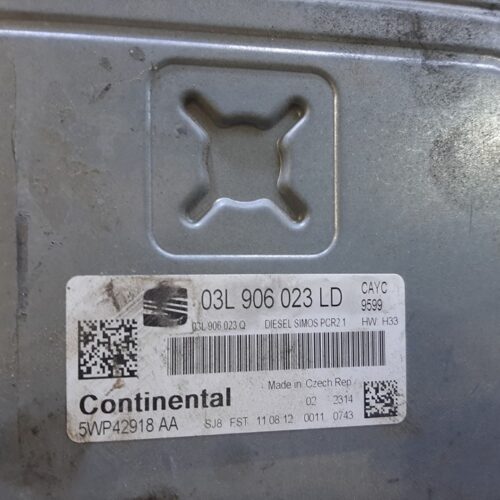 03L 906 023 LD
CAYC
9599
03L 906 023 Q DIESEL SIMOS PCR2.1 HW: H33
Made in Czech Rep.
Continental
02 2314
5WP42918 AA SJ8 FST 11 08 12 0011 0743